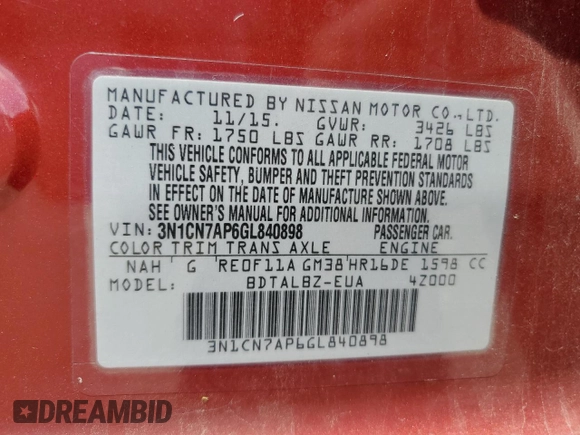 MANUFACTURED BY NISSAN MOTOR CO.,LTD.
DATE: 11/15. GVWR: 3426 LBS
GAWR FR: 1750 LBS GAWR RR: 1708 LBS
THIS VEHICLE CONFORMS TO ALL APPLICABLE FEDERAL MOTOR
VEHICLE SAFETY, BUMPER AND THEFT PREVENTION STANDARDS
IN EFFECT ON THE DATE OF MANUFACTURE SHOWN ABOVE.
SEE OWNER'S MANUAL FOR ADDITIONAL INFORMATION.
VIN: 3N1CN7AP6GL840898 PASSENGER CAR.
COLOR TRIM TRANS AXLE ENGINE
NAH G RE0F11A GM38 HR16DE 1598 CC
MODEL: BDTALBZ-EUA 4Z000
3N1CN7AP6GL840898
DREAMBID